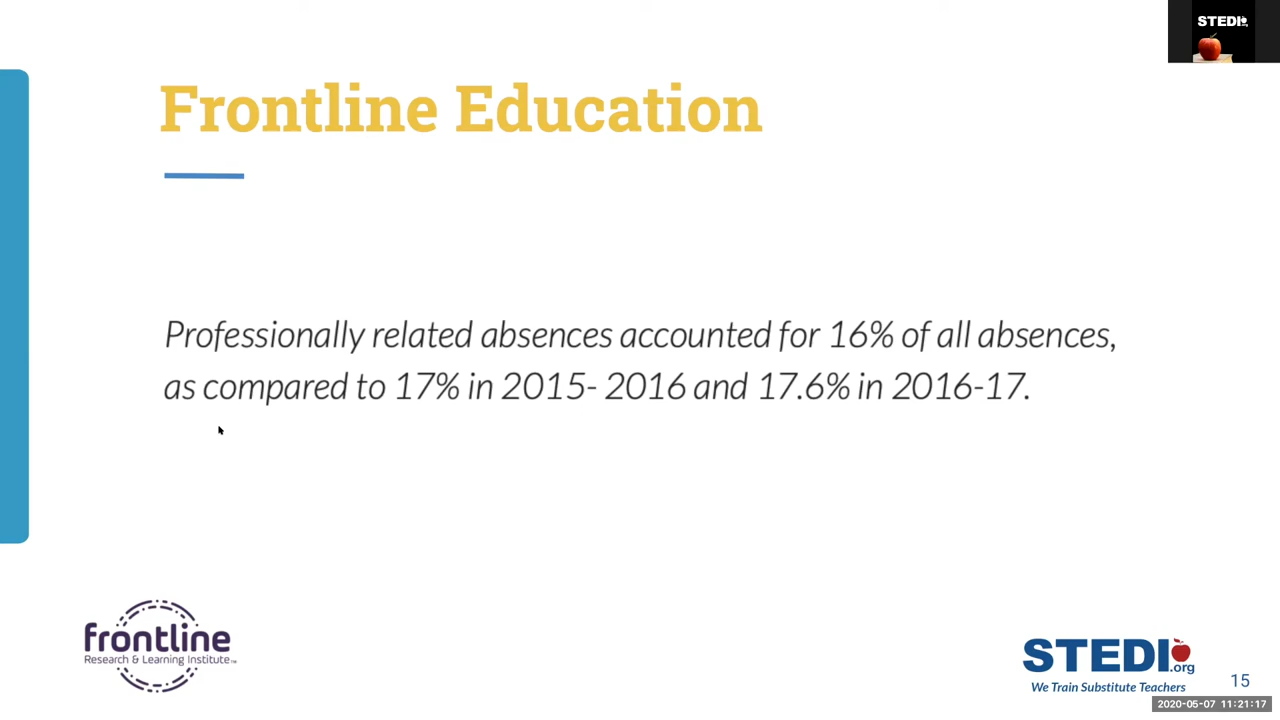 STEDI
Frontline Education
Professionally related absences accounted for 16% of all absences,
as compared to 17% in 2015- 2016 and 17.6% in 2016-17.
frontline
Research & Learning Institute™
STEDI.org
We Train Substitute Teachers
15
2020-05-07 11:21:17